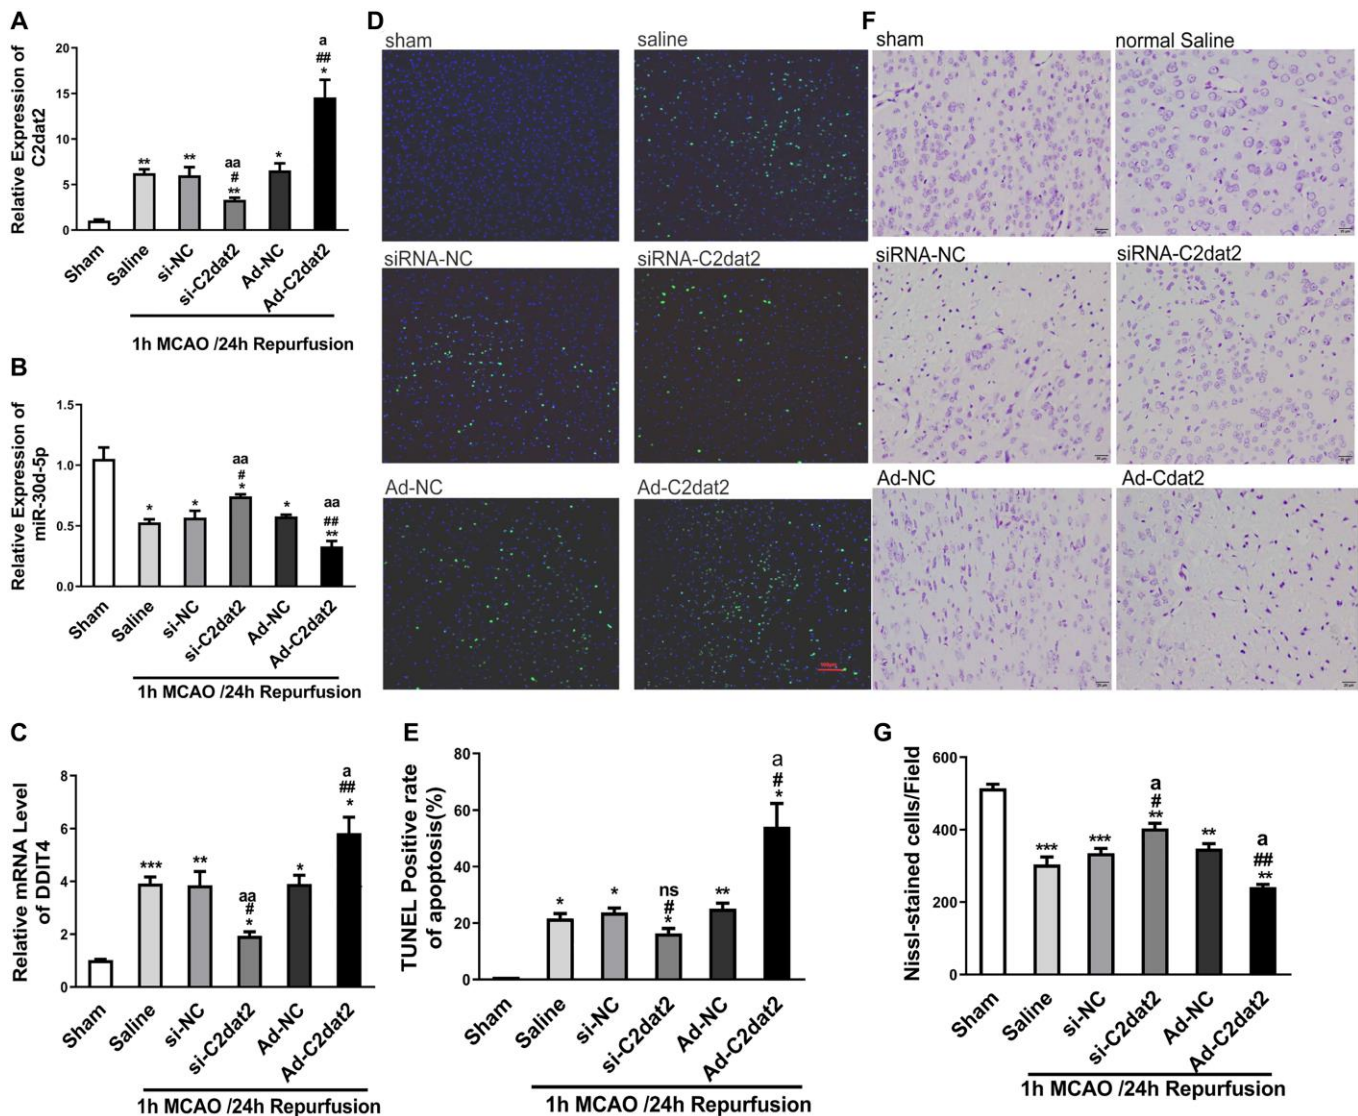 A
Relative Expression of
C2dat2
20
15
10
5
0
**
**
aa
#
**
*
a
##
*
Sham
Saline
si-NC
si-C2dat2
Ad-NC
Ad-C2dat2
1h MCAO /24h Repurfusion
B
Relative Expression of
miR-30d-5p
1.5
1.0
0.5
0.0
*
*
aa
#
*
*
aa
##
**
Sham
Saline
si-NC
si-C2dat2
Ad-NC
Ad-C2dat2
1h MCAO /24h Repurfusion
C
Relative mRNA Level
of DDIT4
8
6
4
2
0
***
**
aa
#
*
*
a
##
*
Sham
Saline
si-NC
si-C2dat2
Ad-NC
Ad-C2dat2
1h MCAO /24h Repurfusion
D
sham
saline
siRNA-NC
siRNA-C2dat2
Ad-NC
Ad-C2dat2
E
TUNEL Positive rate
of apoptosis(%)
80
60
40
20
0
*
*
ns
#
*
**
a
#
*
Sham
Saline
si-NC
si-C2dat2
Ad-NC
Ad-C2dat2
1h MCAO /24h Repurfusion
F
sham
normal Saline
siRNA-NC
siRNA-C2dat2
Ad-NC
Ad-Cdat2
G
Nissl-stained cells/Field
600
400
200
0
***
***
a
#
**
**
a
##
**
Sham
Saline
si-NC
si-C2dat2
Ad-NC
Ad-C2dat2
1h MCAO /24h Repurfusion